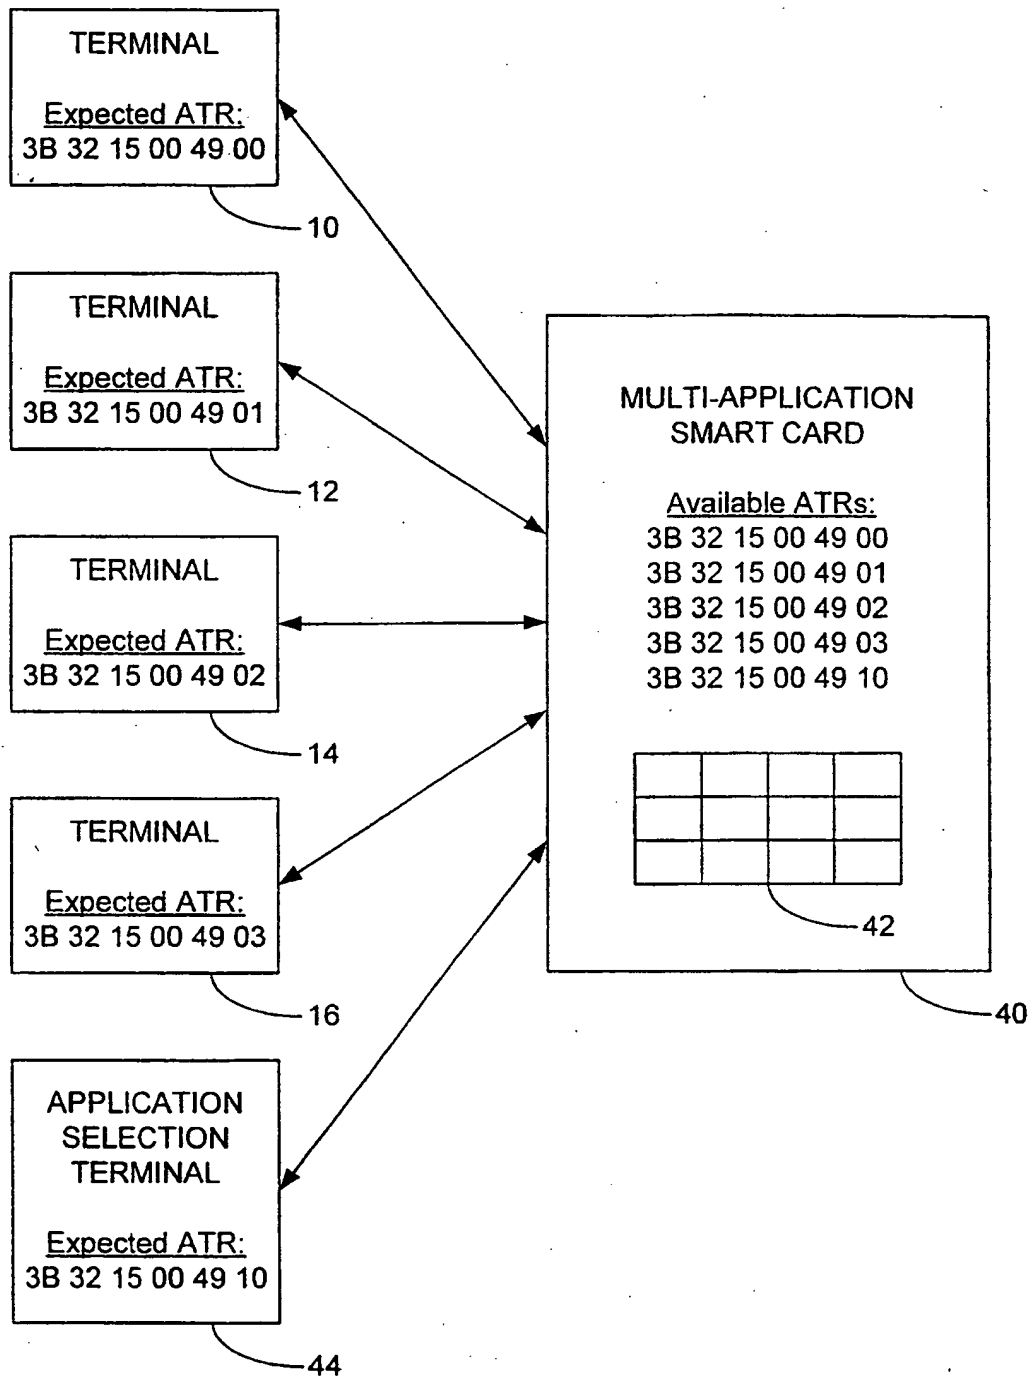 TERMINAL
Expected ATR:
3B 32 15 00 49 00
10
TERMINAL
Expected ATR:
3B 32 15 00 49 01
12
TERMINAL
Expected ATR:
3B 32 15 00 49 02
14
TERMINAL
Expected ATR:
3B 32 15 00 49 03
16
APPLICATION
SELECTION
TERMINAL
Expected ATR:
3B 32 15 00 49 10
44
MULTI-APPLICATION
SMART CARD
Available ATRs:
3B 32 15 00 49 00
3B 32 15 00 49 01
3B 32 15 00 49 02
3B 32 15 00 49 03
3B 32 15 00 49 10
42
40